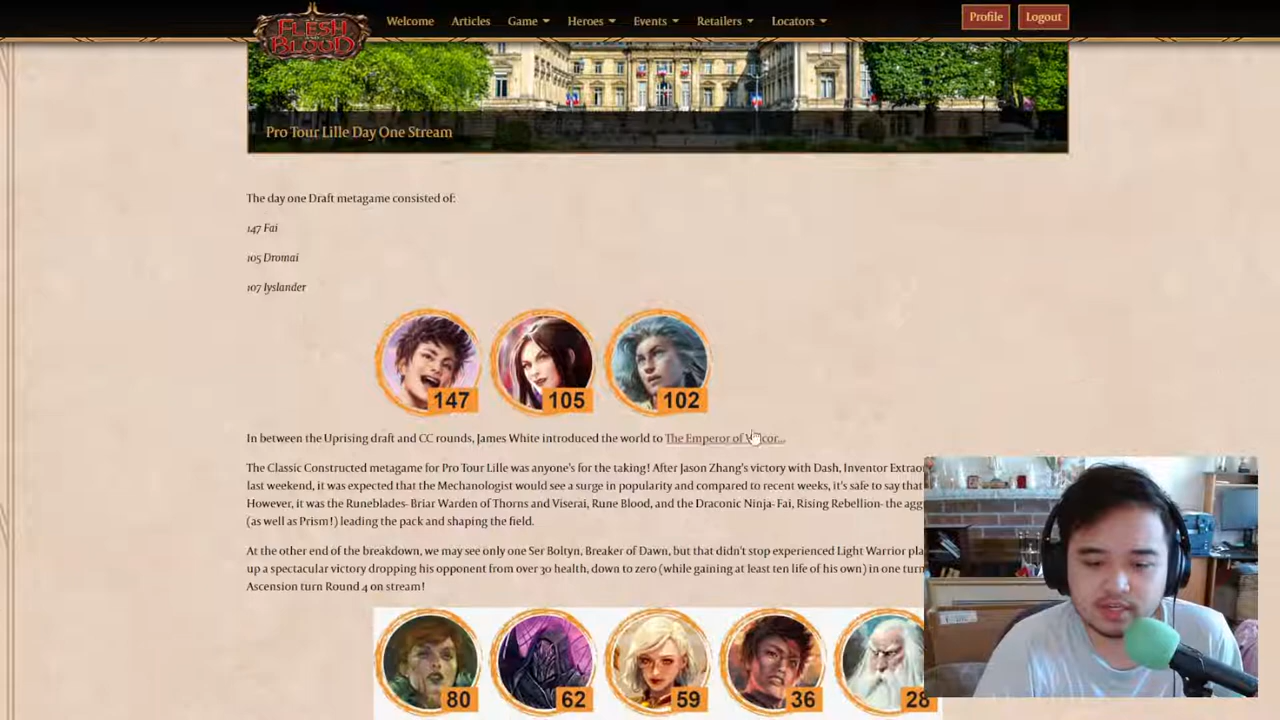 FLESH AND BLOOD
Welcome Articles Game Heroes Events Retailers Locators Profile Logout
Pro Tour Lille Day One Stream
The day one Draft metagame consisted of:
147 Fai
105 Dromai
107 Iyslander
147 105 102
In between the Uprising draft and CC rounds, James White introduced the world to The Emperor of
The Classic Constructed metagame for Pro Tour Lille was anyone's for the taking! After Jason Zhang's victory with Dash, Inventor
last weekend, it was expected that the Mechanologist would see a surge in popularity and compared to recent weeks, it's safe to say that
However, it was the Runeblades- Briar Warden of Thorns and Viserai, Rune Blood, and the Draconic Ninja- Fai, Rising Rebellion- the
(as well as Prism!) leading the pack and shaping the field.
At the other end of the breakdown, we may see only one Ser Boltyn, Breaker of Dawn, but that didn't stop experienced Light Warrior
up a spectacular victory dropping his opponent from over 30 health, down to zero (while gaining at least ten life of his own) in one turn
Ascension turn Round 4 on stream!
80 62 59 36 28